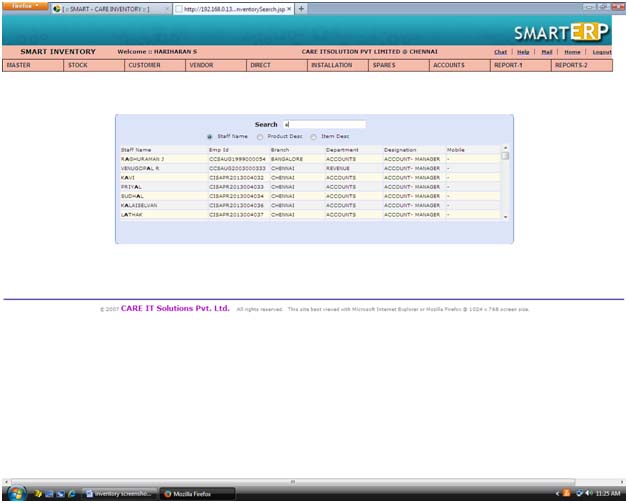 Firefox
[ :: SMART - CARE INVENTORY :: ]
http://192.168.0.13...nventorySearch.jsp
SMARTERP
SMART INVENTORY Welcome :: HARIHARAN S CARE ITSOLUTION PVT LIMITED @ CHENNAI Chat | Help | Mail | Home | Logout
MASTER STOCK CUSTOMER VENDOR DIRECT INSTALLATION SPARES ACCOUNTS REPORT-1 REPORTS-2
Search a
Staff Name Product Desc Item Desc
Staff Name Emp Id Branch Department Designation Mobile
RAGHURAMAN J CCSAUG1999000054 BANGALORE ACCOUNTS ACCOUNT- MANAGER -
VENUGOPAL R CCSAUG2003000333 CHENNAI REVENUE ACCOUNT- MANAGER -
KAVI CISAPR2013004032 CHENNAI ACCOUNTS ACCOUNT- MANAGER -
PRIYAL CISAPR2013004033 CHENNAI ACCOUNTS ACCOUNT- MANAGER -
SUDHAL CISAPR2013004034 CHENNAI ACCOUNTS ACCOUNT- MANAGER -
KALAISELVAN CISAPR2013004036 CHENNAI ACCOUNTS ACCOUNT- MANAGER -
LATHAK CISAPR2013004037 CHENNAI ACCOUNTS ACCOUNT- MANAGER -
© 2007 CARE IT Solutions Pvt. Ltd. All rights reserved. This site best viewed with Microsoft Internet Explorer or Mozilla Firefox @ 1024 x 768 screen size.
inventory screensho... Mozilla Firefox 11:25 AM